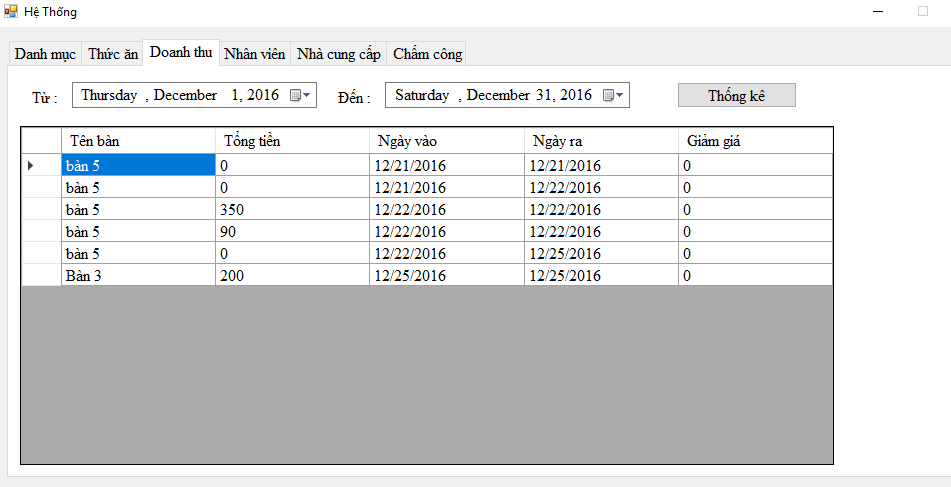 Hệ Thống
Danh mục Thức ăn Doanh thu Nhân viên Nhà cung cấp Chấm công
Từ : Thursday , December 1, 2016 Đến : Saturday , December 31, 2016 Thống kê
Tên bàn Tổng tiền Ngày vào Ngày ra Giảm giá
bàn 5 0 12/21/2016 12/21/2016 0
bàn 5 0 12/21/2016 12/22/2016 0
bàn 5 350 12/22/2016 12/22/2016 0
bàn 5 90 12/22/2016 12/22/2016 0
bàn 5 0 12/22/2016 12/25/2016 0
Bàn 3 200 12/25/2016 12/25/2016 0